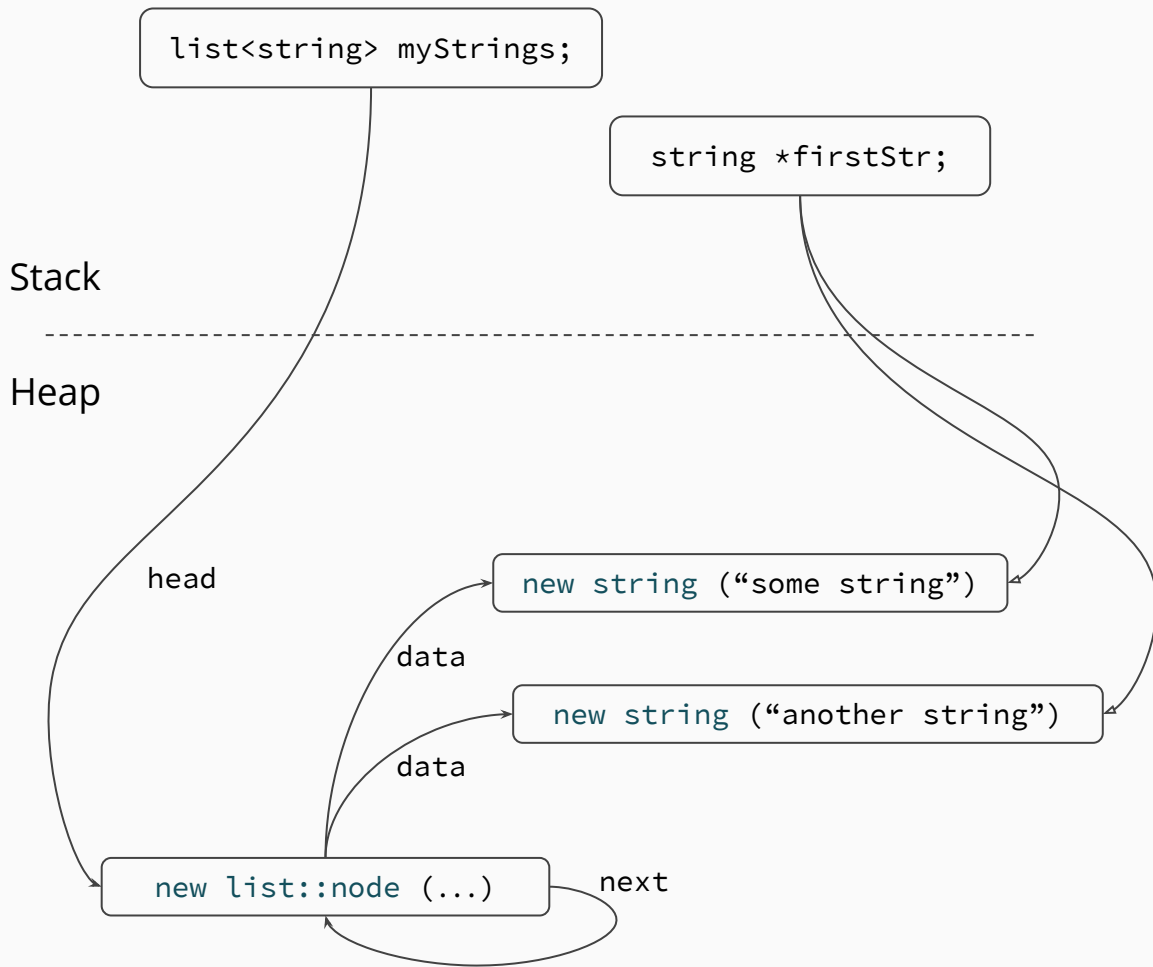 list<string> myStrings;
string *firstStr;
Stack
Heap
head
new string (“some string”)
data
new string (“another string”)
data
new list::node (...)
next